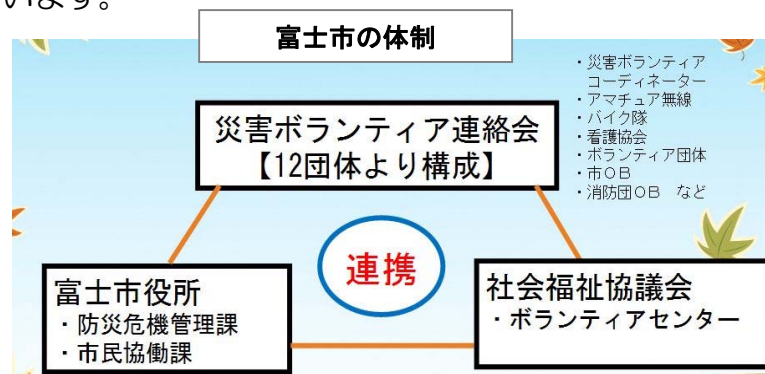 います。
富士市の体制
・災害ボランティア
コーディネーター
・アマチュア無線
・バイク隊
・看護協会
・ボランティア団体
・市ОB
・消防団ОB など
災害ボランティア連絡会
【12団体より構成】
連携
富士市役所
・防災危機管理課
・市民協働課
社会福祉協議会
・ボランティアセンター